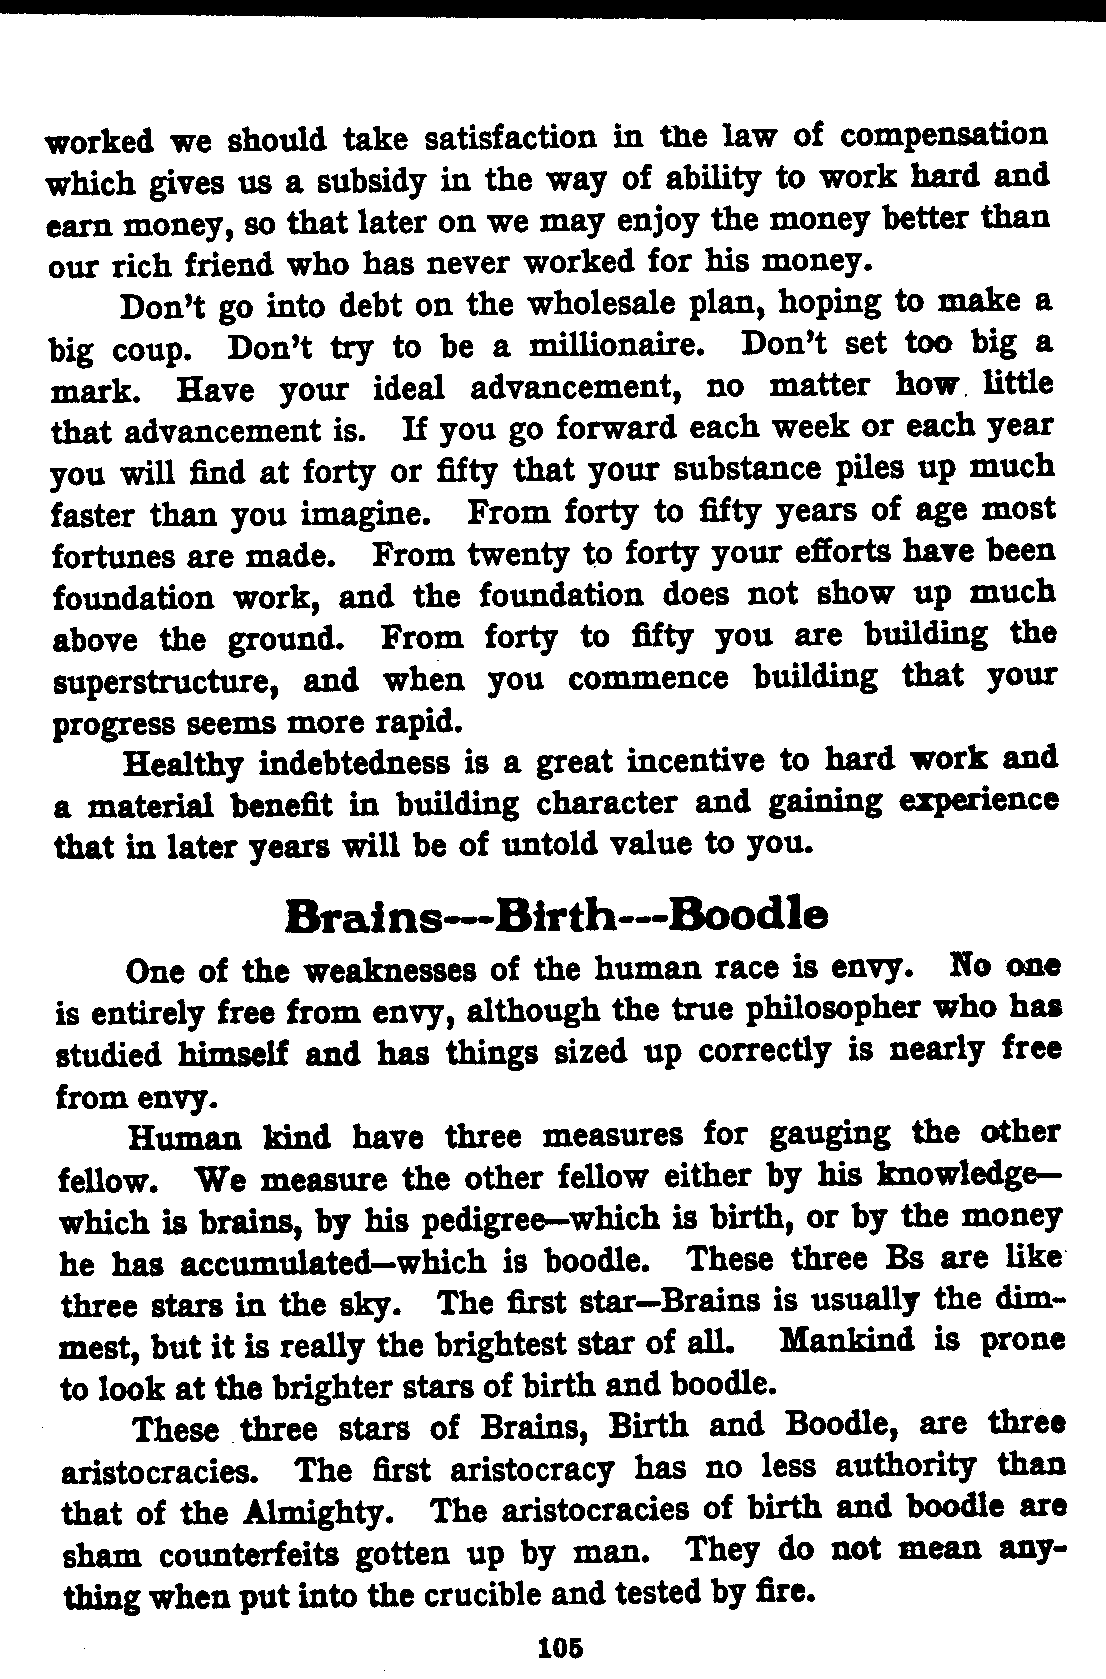 worked we should take satisfaction in the law of compensation
which gives us a subsidy in the way of ability to work hard and
earn money, so that later on we may enjoy the money better than
our rich friend who has never worked for his money.
Don't go into debt on the wholesale plan, hoping to make a
big coup. Don't try to be a millionaire. Don't set too big a
mark. Have your ideal advancement, no matter how little
that advancement is. If you go forward each week or each year
you will find at forty or fifty that your substance piles up much
faster than you imagine. From forty to fifty years of age most
fortunes are made. From twenty to forty your efforts have been
foundation work, and the foundation does not show up much
above the ground. From forty to fifty you are building the
superstructure, and when you commence building that your
progress seems more rapid.
Healthy indebtedness is a great incentive to hard work and
a material benefit in building character and gaining experience
that in later years will be of untold value to you.
Brains---Birth---Boodle
One of the weaknesses of the human race is envy. No one
is entirely free from envy, although the true philosopher who has
studied himself and has things sized up correctly is nearly free
from envy.
Human kind have three measures for gauging the other
fellow. We measure the other fellow either by his knowledge—
which is brains, by his pedigree—which is birth, or by the money
he has accumulated—which is boodle. These three Bs are like
three stars in the sky. The first star—Brains is usually the dim-
mest, but it is really the brightest star of all. Mankind is prone
to look at the brighter stars of birth and boodle.
These three stars of Brains, Birth and Boodle, are three
aristocracies. The first aristocracy has no less authority than
that of the Almighty. The aristocracies of birth and boodle are
sham counterfeits gotten up by man. They do not mean any-
thing when put into the crucible and tested by fire.
105